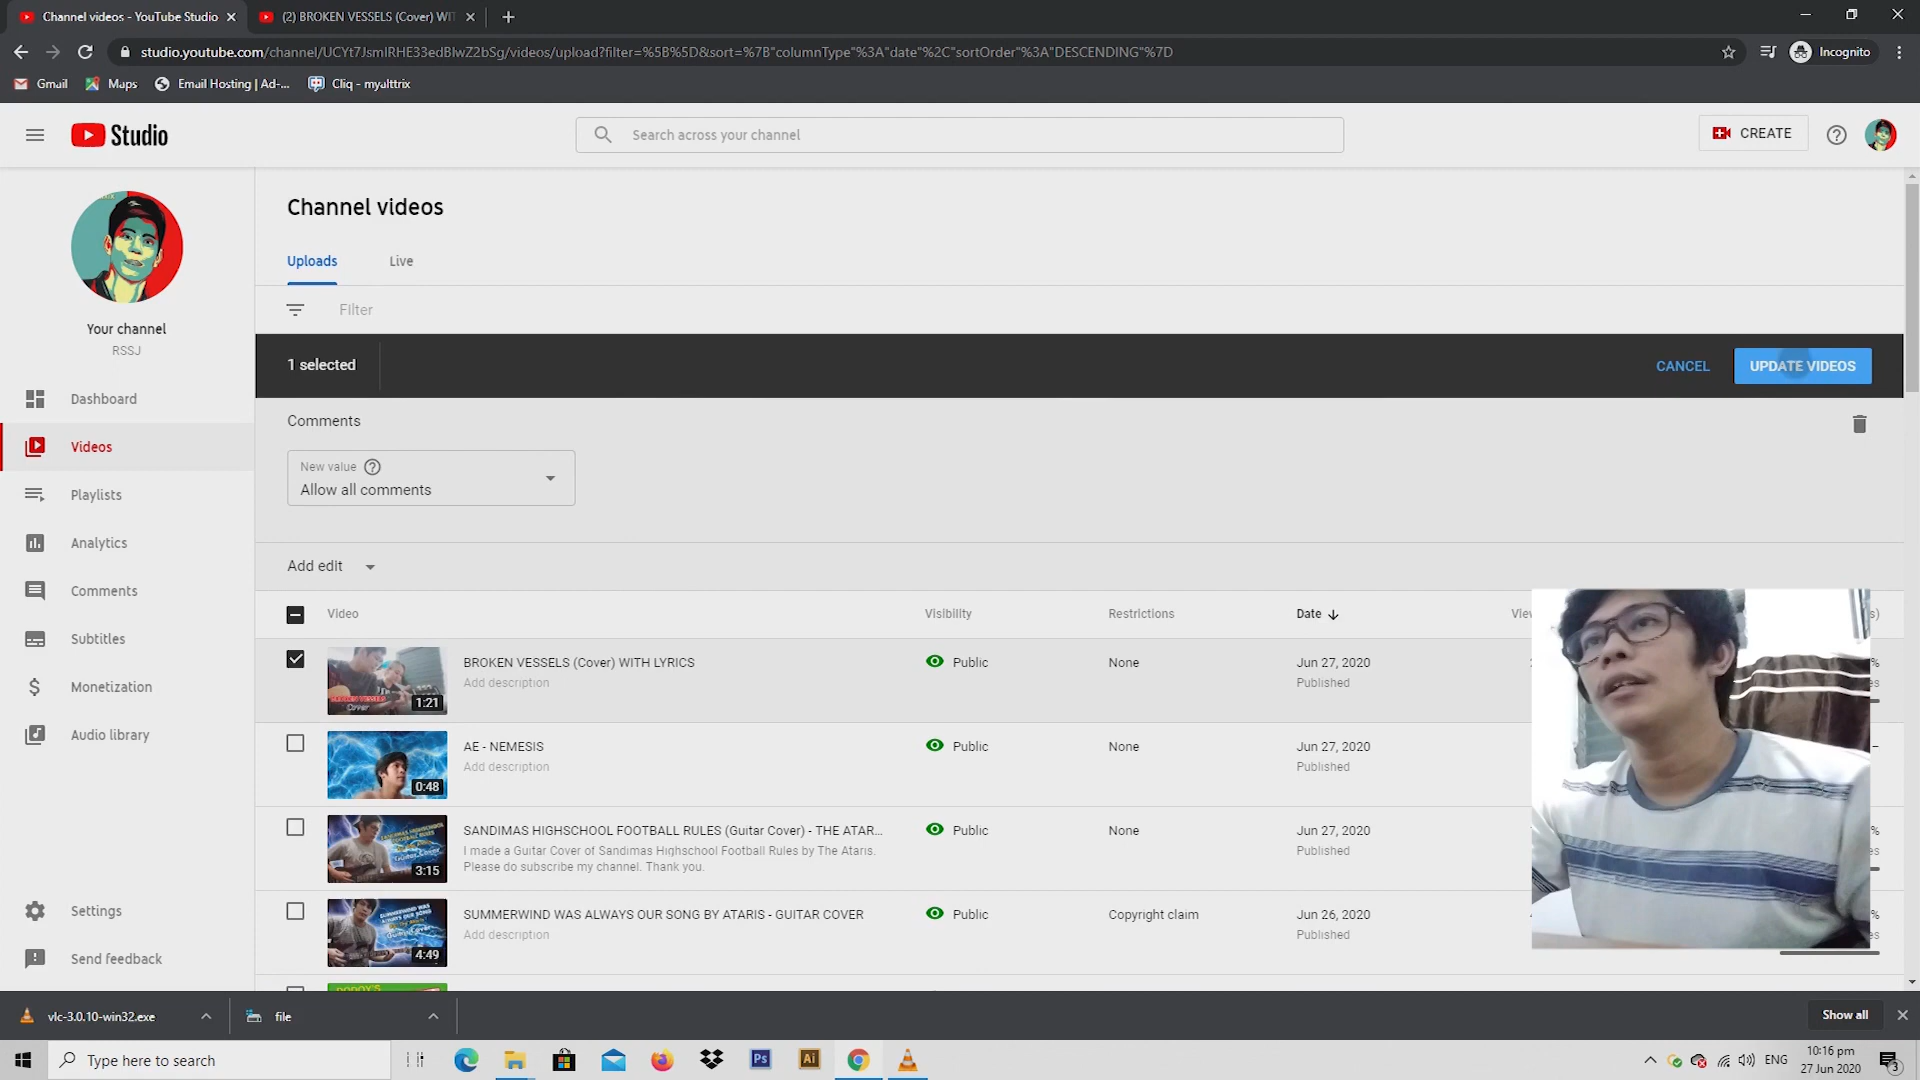 Channel videos - YouTube Studio
(2) BROKEN VESSELS (Cover) WIT
studio.youtube.com/channel/UCYt7JsmlRHE33edBlwZ2bSg/videos/upload?filter=%5B%5D&sort=%7B"columnType"%3A"date"%2C"sortOrder"%3A"DESCENDING"%7D
Incognito
Gmail
Maps
Email Hosting | Ad-...
Cliq - myalttrix
Studio
Search across your channel
CREATE
Your channel
RSSJ
Dashboard
Videos
Playlists
Analytics
Comments
Subtitles
Monetization
Audio library
Settings
Send feedback
Channel videos
Uploads
Live
Filter
1 selected
CANCEL
UPDATE VIDEOS
Comments
New value
Allow all comments
Add edit
Video
Visibility
Restrictions
Date
BROKEN VESSELS Cover
1:21
BROKEN VESSELS (Cover) WITH LYRICS
Add description
Public
None
Jun 27, 2020
Published
0:48
AE - NEMESIS
Add description
Public
None
Jun 27, 2020
Published
3:15
SANDIMAS HIGHSCHOOL FOOTBALL RULES (Guitar Cover) - THE ATAR...
I made a Guitar Cover of Sandimas Highschool Football Rules by The Ataris.
Please do subscribe my channel. Thank you.
Public
None
Jun 27, 2020
Published
4:49
SUMMERWIND WAS ALWAYS OUR SONG BY ATARIS - GUITAR COVER
Add description
Public
Copyright claim
Jun 26, 2020
Published
vlc-3.0.10-win32.exe
file
Show all
Type here to search
Ps
Ai
ENG
10:16 pm
27 Jun 2020
3